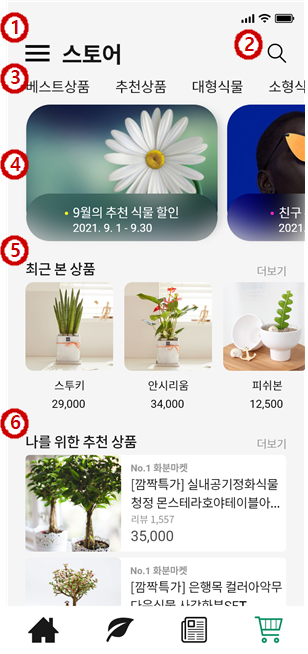 1
스토어
2
3
베스트상품 추천상품 대형식물 소형식
4
9월의 추천 식물 할인
2021. 9. 1 - 9.30
친구
2021.
5
최근 본 상품 더보기
스투키 안시리움 피쉬본
29,000 34,000 12,500
6
나를 위한 추천 상품 더보기
No.1 화분마켓
[깜짝특가] 실내공기정화식물
청정 몬스테라호야테이블야...
리뷰 1,557
35,000
No.1 화분마켓
[깜짝특가] 은행목 컬러아악무
다육식물 사각화분SET